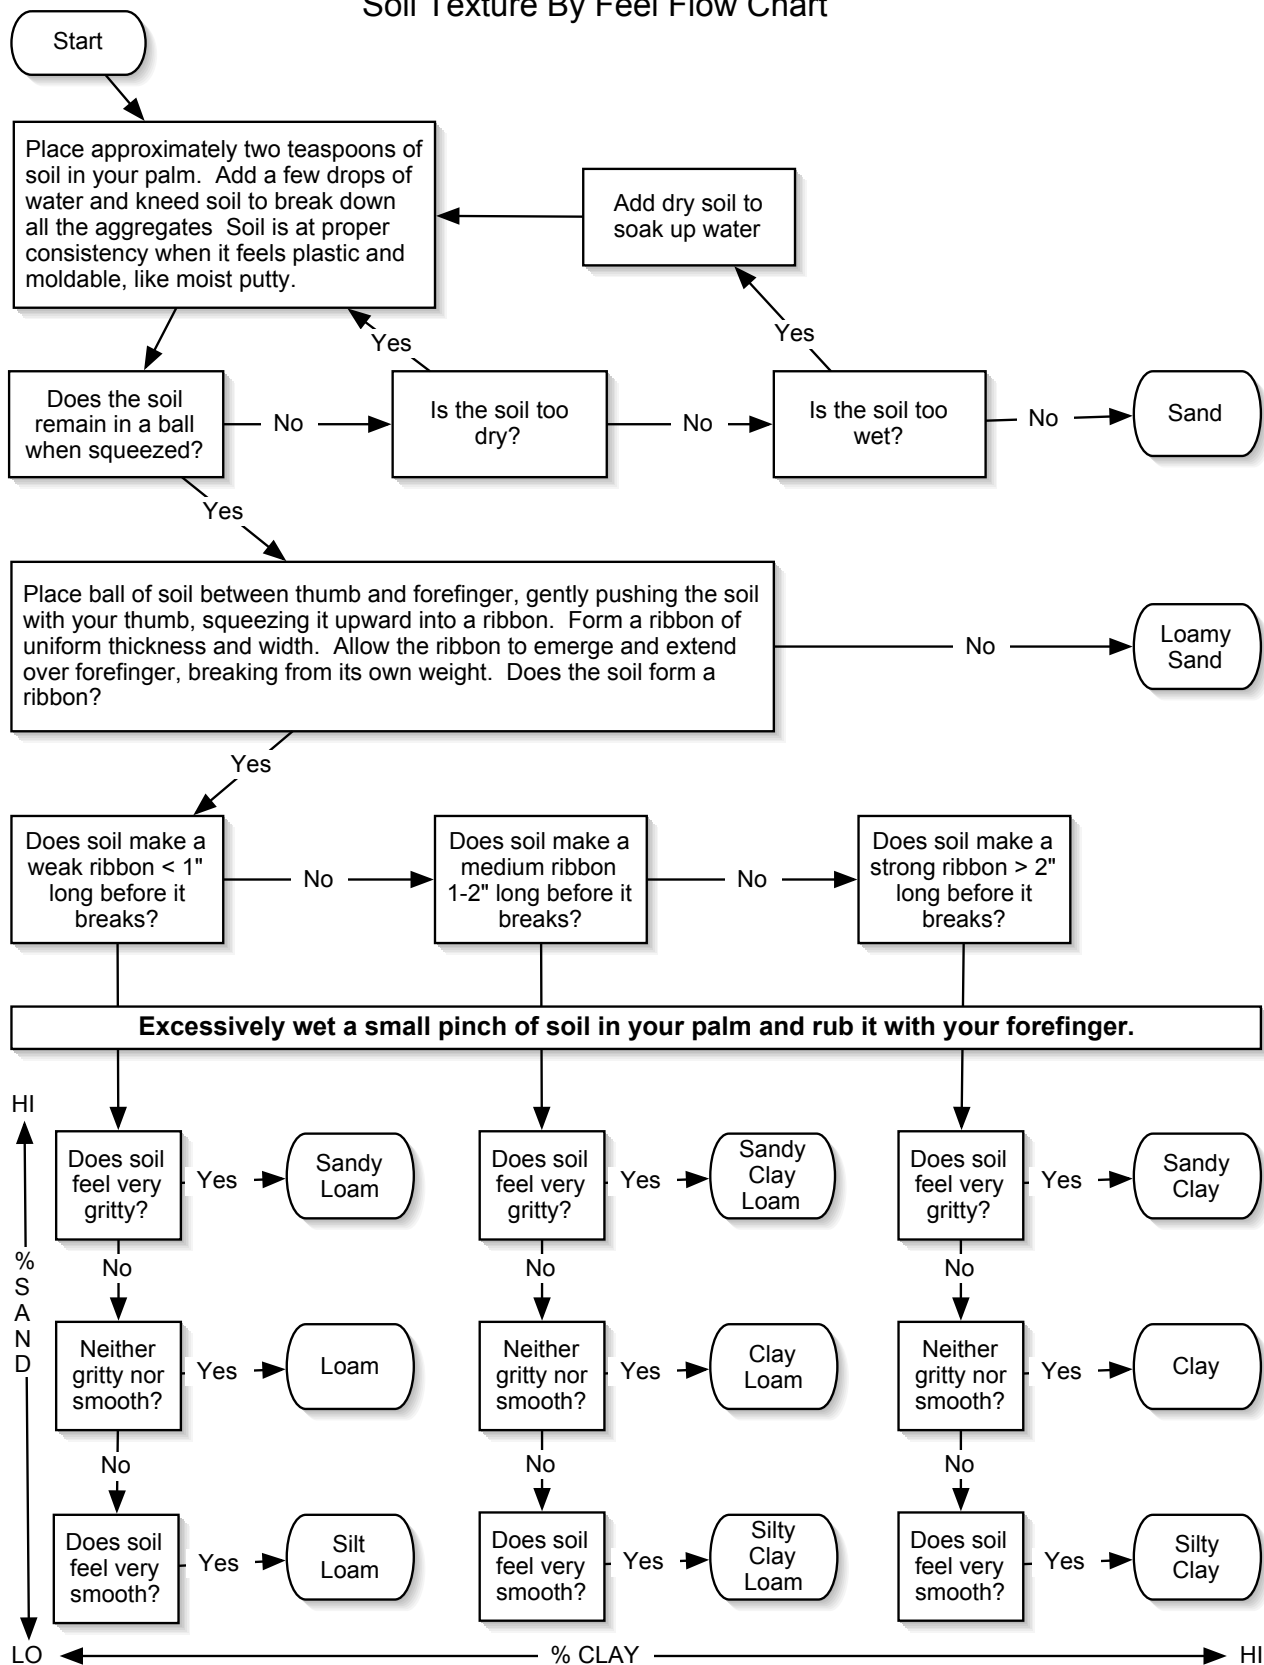 Soil Texture By Feel Flow Chart
Start
Place approximately two teaspoons of
soil in your palm.  Add a few drops of
water and kneed soil to break down
all the aggregates  Soil is at proper
consistency when it feels plastic and
moldable, like moist putty.
Add dry soil to
soak up water
Yes
Yes
Does the soil
remain in a ball
when squeezed?
No
Is the soil too
dry?
No
Is the soil too
wet?
No
Sand
Yes
Place ball of soil between thumb and forefinger, gently pushing the soil
with your thumb, squeezing it upward into a ribbon.  Form a ribbon of
uniform thickness and width.  Allow the ribbon to emerge and extend
over forefinger, breaking from its own weight.  Does the soil form a
ribbon?
No
Loamy
Sand
Yes
Does soil make a
weak ribbon < 1"
long before it
breaks?
No
Does soil make a
medium ribbon
1-2" long before it
breaks?
No
Does soil make a
strong ribbon > 2"
long before it
breaks?
Excessively wet a small pinch of soil in your palm and rub it with your forefinger.
HI
% SAND
Does soil
feel very
gritty?
Yes
Sandy
Loam
Does soil
feel very
gritty?
Yes
Sandy
Clay
Loam
Does soil
feel very
gritty?
Yes
Sandy
Clay
No
No
No
Neither
gritty nor
smooth?
Yes
Loam
Neither
gritty nor
smooth?
Yes
Clay
Loam
Neither
gritty nor
smooth?
Yes
Clay
No
No
No
Does soil
feel very
smooth?
Yes
Silt
Loam
Does soil
feel very
smooth?
Yes
Silty
Clay
Loam
Does soil
feel very
smooth?
Yes
Silty
Clay
LO
% CLAY
HI